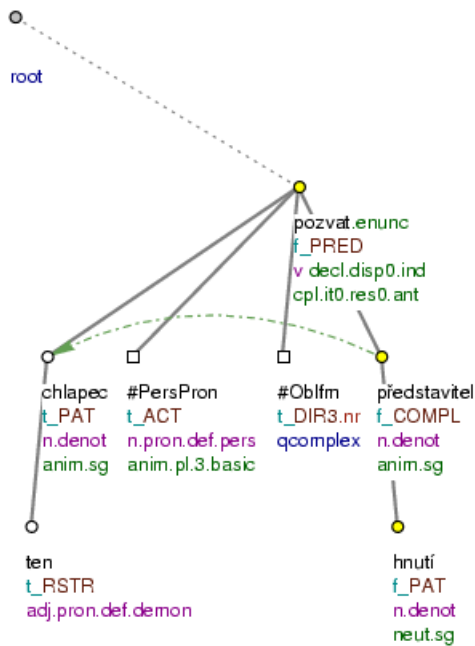 root
pozvat.enunc
f_PRED
v decl.disp0.ind
cpl.it0.res0.ant
chlapec
t_PAT
n.denot
anim.sg
#PersPron
t_ACT
n.pron.def.pers
anim.pl.3.basic
#Oblfm
t_DIR3.nr
qcomplex
představitel
f_COMPL
n.denot
anim.sg
ten
t_RSTR
adj.pron.def.demon
hnutí
f_PAT
n.denot
neut.sg